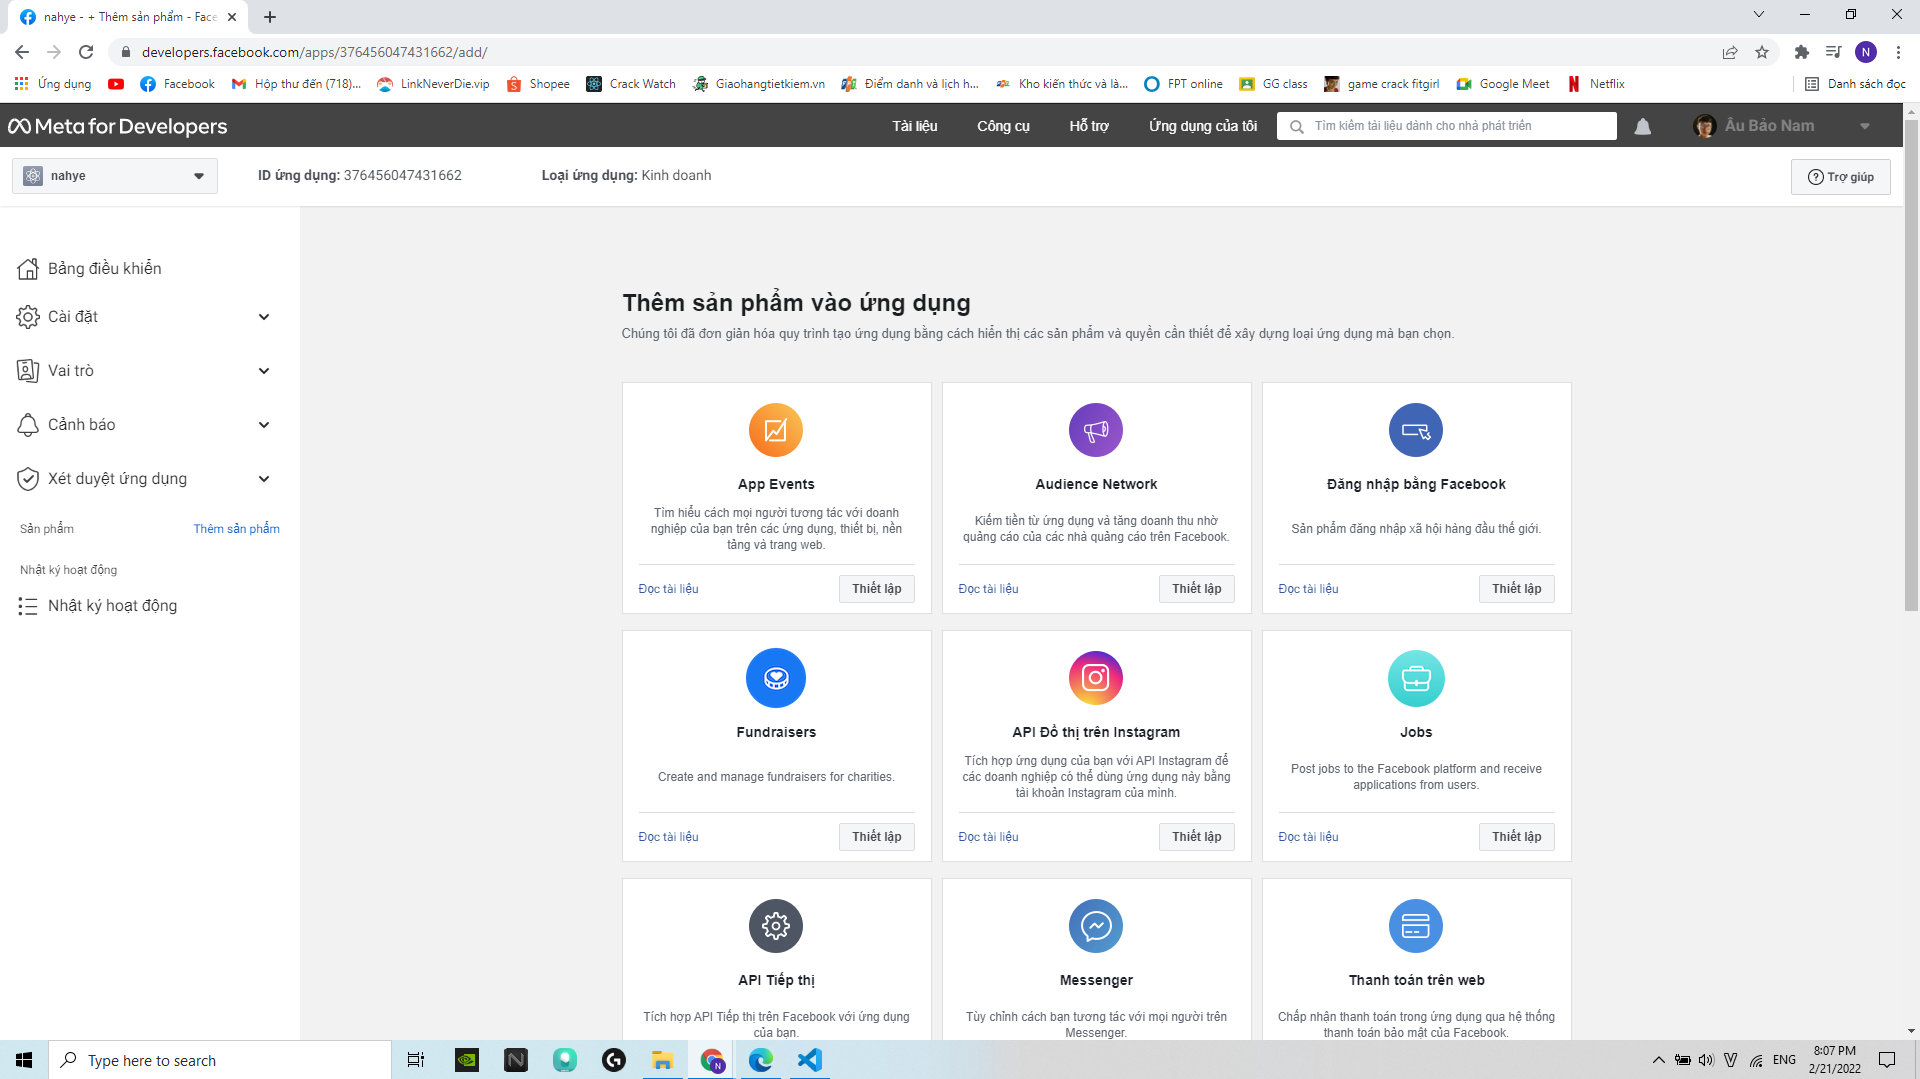 nahye - + Thêm sản phẩm - Face
developers.facebook.com/apps/376456047431662/add/
N
Ứng dụng
Facebook
Hộp thư đến (718)...
LinkNeverDie.vip
Shopee
Crack Watch
Giaohangtietkiem.vn
Điểm danh và lịch h...
Kho kiến thức và là...
FPT online
GG class
game crack fitgirl
Google Meet
Netflix
Danh sách đọc
Meta for Developers
Tài liệu
Công cụ
Hỗ trợ
Ứng dụng của tôi
Tìm kiếm tài liệu dành cho nhà phát triển
Âu Bảo Nam
nahye
ID ứng dụng: 376456047431662
Loại ứng dụng: Kinh doanh
Trợ giúp
Bảng điều khiển
Cài đặt
Vai trò
Cảnh báo
Xét duyệt ứng dụng
Sản phẩm
Thêm sản phẩm
Nhật ký hoạt động
Nhật ký hoạt động
Thêm sản phẩm vào ứng dụng
Chúng tôi đã đơn giản hóa quy trình tạo ứng dụng bằng cách hiển thị các sản phẩm và quyền cần thiết để xây dựng loại ứng dụng mà bạn chọn.
App Events
Tìm hiểu cách mọi người tương tác với doanh
nghiệp của bạn trên các ứng dụng, thiết bị, nền
tảng và trang web.
Đọc tài liệu
Thiết lập
Audience Network
Kiếm tiền từ ứng dụng và tăng doanh thu nhờ
quảng cáo của các nhà quảng cáo trên Facebook.
Đọc tài liệu
Thiết lập
Đăng nhập bằng Facebook
Sản phẩm đăng nhập xã hội hàng đầu thế giới.
Đọc tài liệu
Thiết lập
Fundraisers
Create and manage fundraisers for charities.
Đọc tài liệu
Thiết lập
API Đồ thị trên Instagram
Tích hợp ứng dụng của bạn với API Instagram để
các doanh nghiệp có thể dùng ứng dụng này bằng
tài khoản Instagram của mình.
Đọc tài liệu
Thiết lập
Jobs
Post jobs to the Facebook platform and receive
applications from users.
Đọc tài liệu
Thiết lập
API Tiếp thị
Tích hợp API Tiếp thị trên Facebook với ứng dụng
của bạn.
Messenger
Tùy chỉnh cách bạn tương tác với mọi người trên
Messenger.
Thanh toán trên web
Chấp nhận thanh toán trong ứng dụng qua hệ thống
thanh toán bảo mật của Facebook.
Type here to search
ENG
8:07 PM
2/21/2022